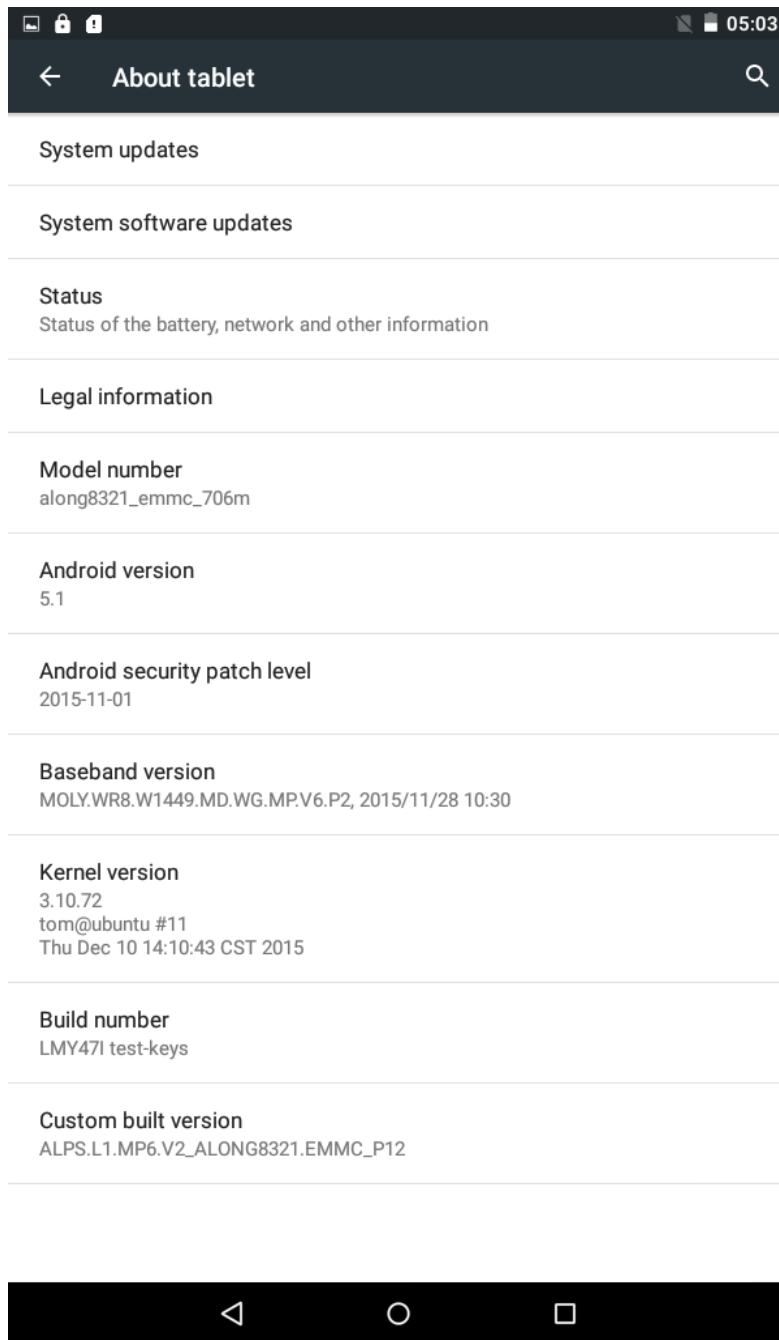 05:03
About tablet
System updates
System software updates
Status
Status of the battery, network and other information
Legal information
Model number
along8321_emmc_706m
Android version
5.1
Android security patch level
2015-11-01
Baseband version
MOLY.WR8.W1449.MD.WG.MP.V6.P2, 2015/11/28 10:30
Kernel version
3.10.72
tom@ubuntu #11
Thu Dec 10 14:10:43 CST 2015
Build number
LMY47I test-keys
Custom built version
ALPS.L1.MP6.V2_ALONG8321.EMMC_P12